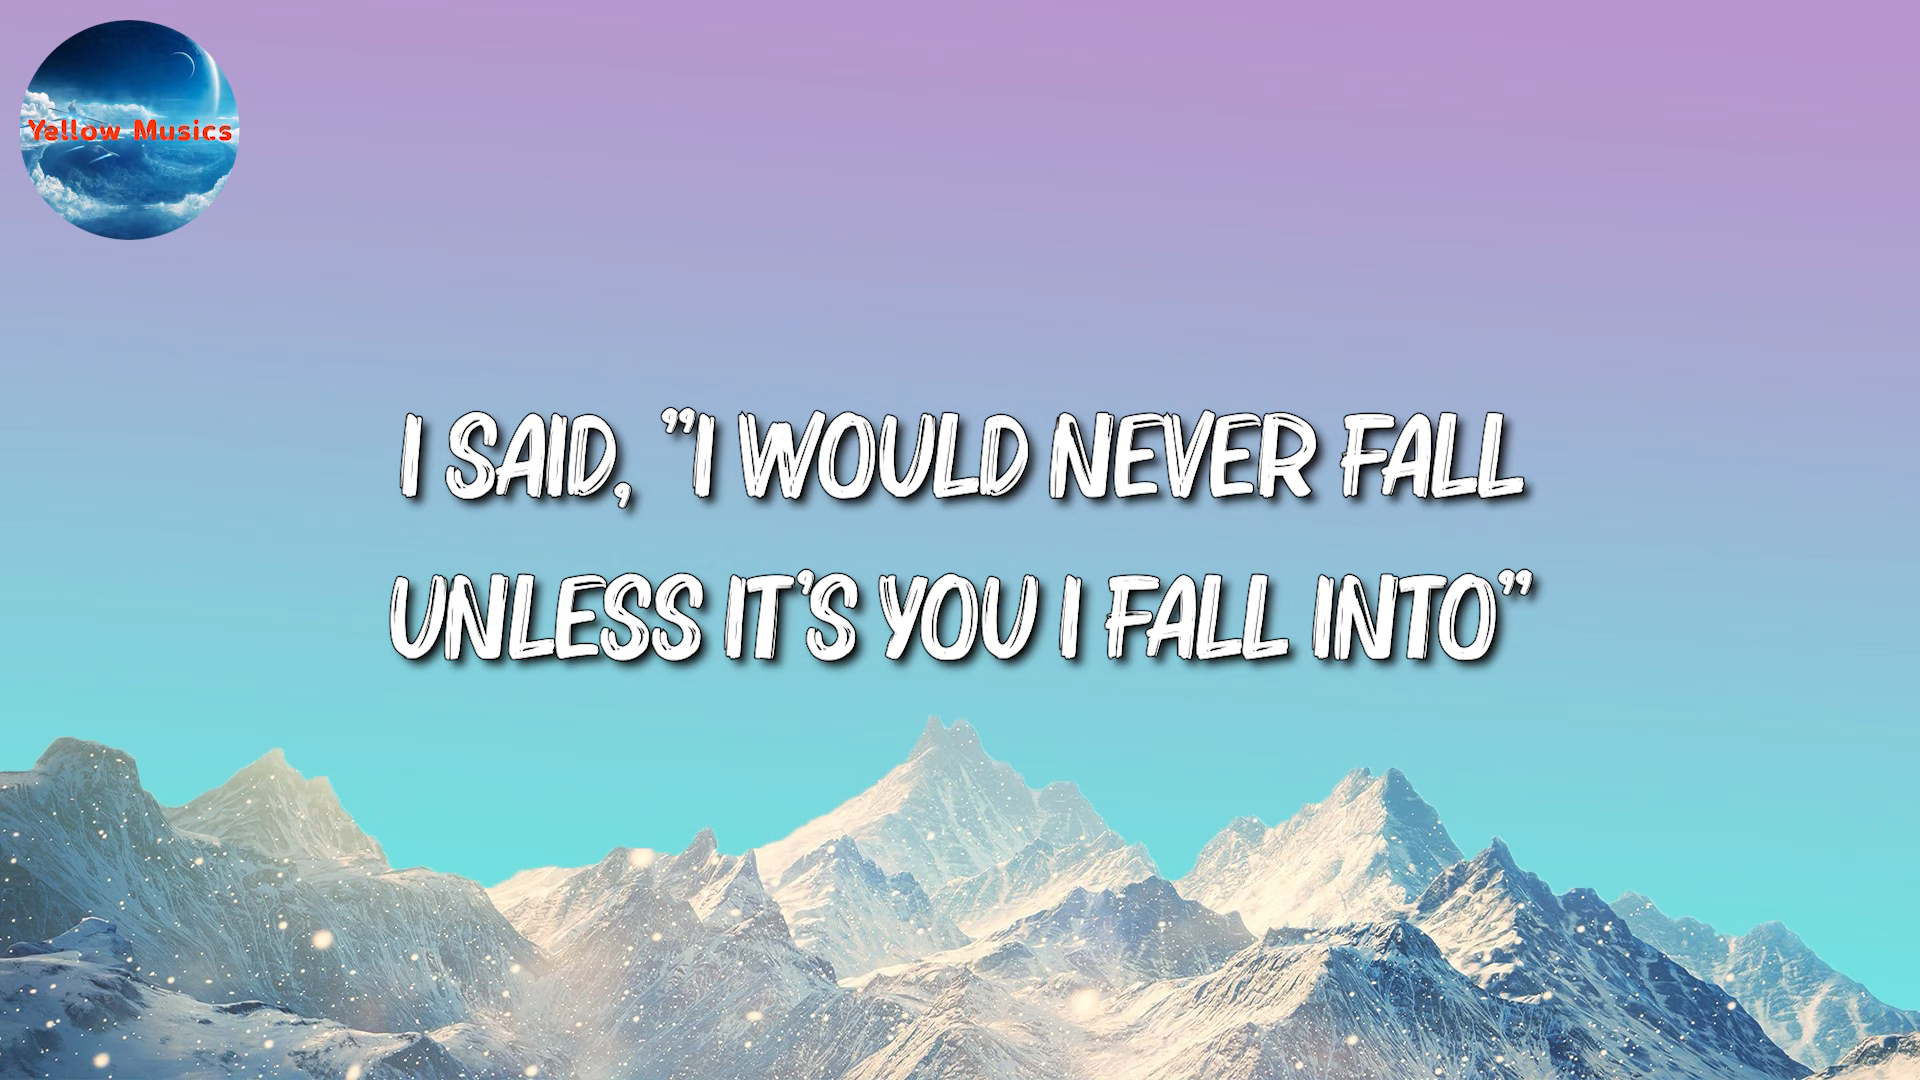 Yellow Musics
I SAID, "I WOULD NEVER FALL
UNLESS IT'S YOU I FALL INTO"